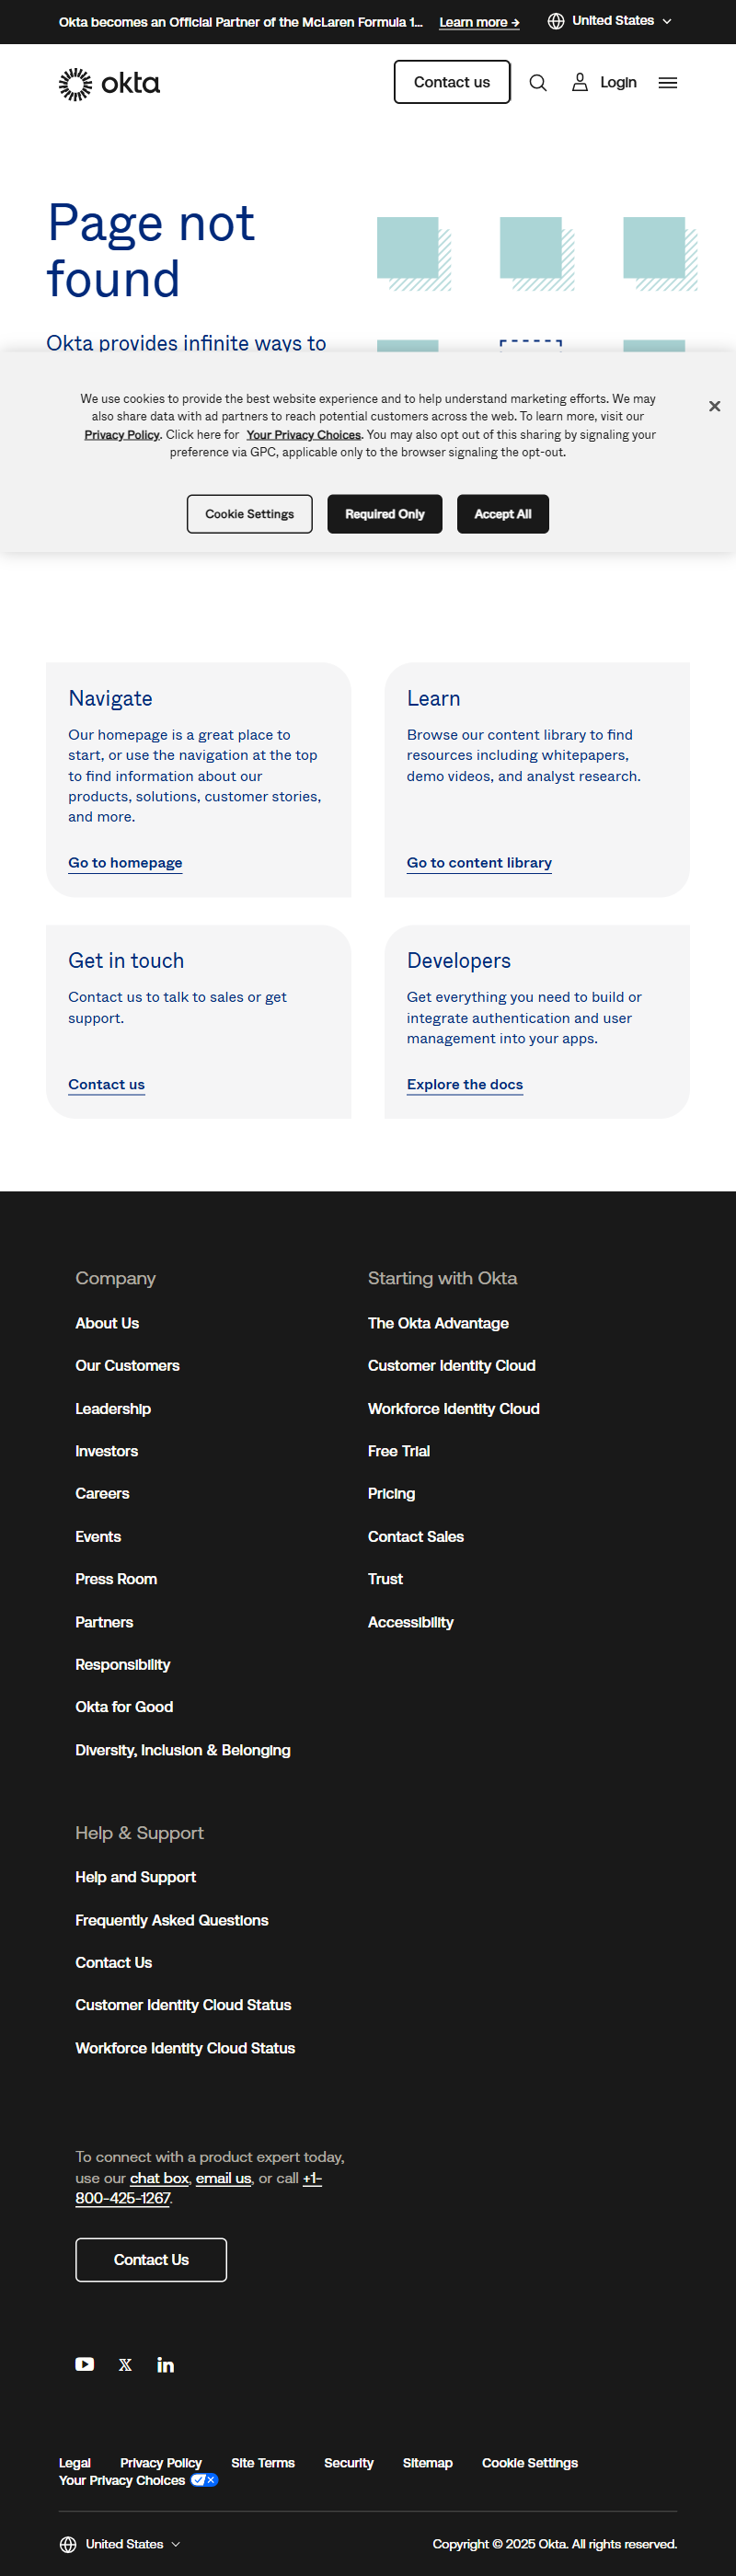 Okta becomes an Official Partner of the McLaren Formula 1... Learn more → United States
okta Contact us Login
Page not
found
Okta provides infinite ways to
We use cookies to provide the best website experience and to help understand marketing efforts. We may
also share data with ad partners to reach potential customers across the web. To learn more, visit our
Privacy Policy. Click here for Your Privacy Choices. You may also opt out of this sharing by signaling your
preference via GPC, applicable only to the browser signaling the opt-out.
Cookie Settings Required Only Accept All
Navigate
Our homepage is a great place to
start, or use the navigation at the top
to find information about our
products, solutions, customer stories,
and more.
Go to homepage
Learn
Browse our content library to find
resources including whitepapers,
demo videos, and analyst research.
Go to content library
Get in touch
Contact us to talk to sales or get
support.
Contact us
Developers
Get everything you need to build or
integrate authentication and user
management into your apps.
Explore the docs
Company
About Us
Our Customers
Leadership
Investors
Careers
Events
Press Room
Partners
Responsibility
Okta for Good
Diversity, Inclusion & Belonging
Starting with Okta
The Okta Advantage
Customer Identity Cloud
Workforce Identity Cloud
Free Trial
Pricing
Contact Sales
Trust
Accessibility
Help & Support
Help and Support
Frequently Asked Questions
Contact Us
Customer Identity Cloud Status
Workforce Identity Cloud Status
To connect with a product expert today,
use our chat box, email us, or call +1-
800-425-1267.
Contact Us
Legal Privacy Policy Site Terms Security Sitemap Cookie Settings
Your Privacy Choices
United States Copyright © 2025 Okta. All rights reserved.